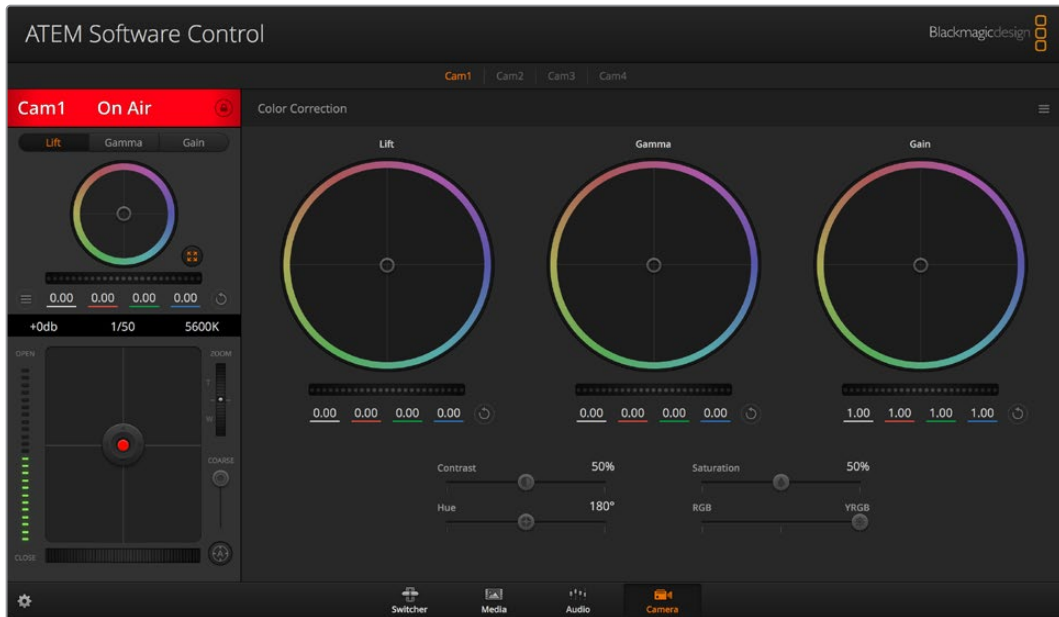 ATEM Software Control
Blackmagicdesign
Cam1 Cam2 Cam3 Cam4
Cam1 On Air
Color Correction
Lift Gamma Gain
Lift Gamma Gain
0.00 0.00 0.00 0.00
+0db 1/50 5600K
OPEN
ZOOM
T
W
COARSE
A
CLOSE
0.00 0.00 0.00 0.00
0.00 0.00 0.00 0.00
1.00 1.00 1.00 1.00
Contrast 50%
Saturation 50%
Hue 180°
RGB YRGB
Switcher Media Audio Camera